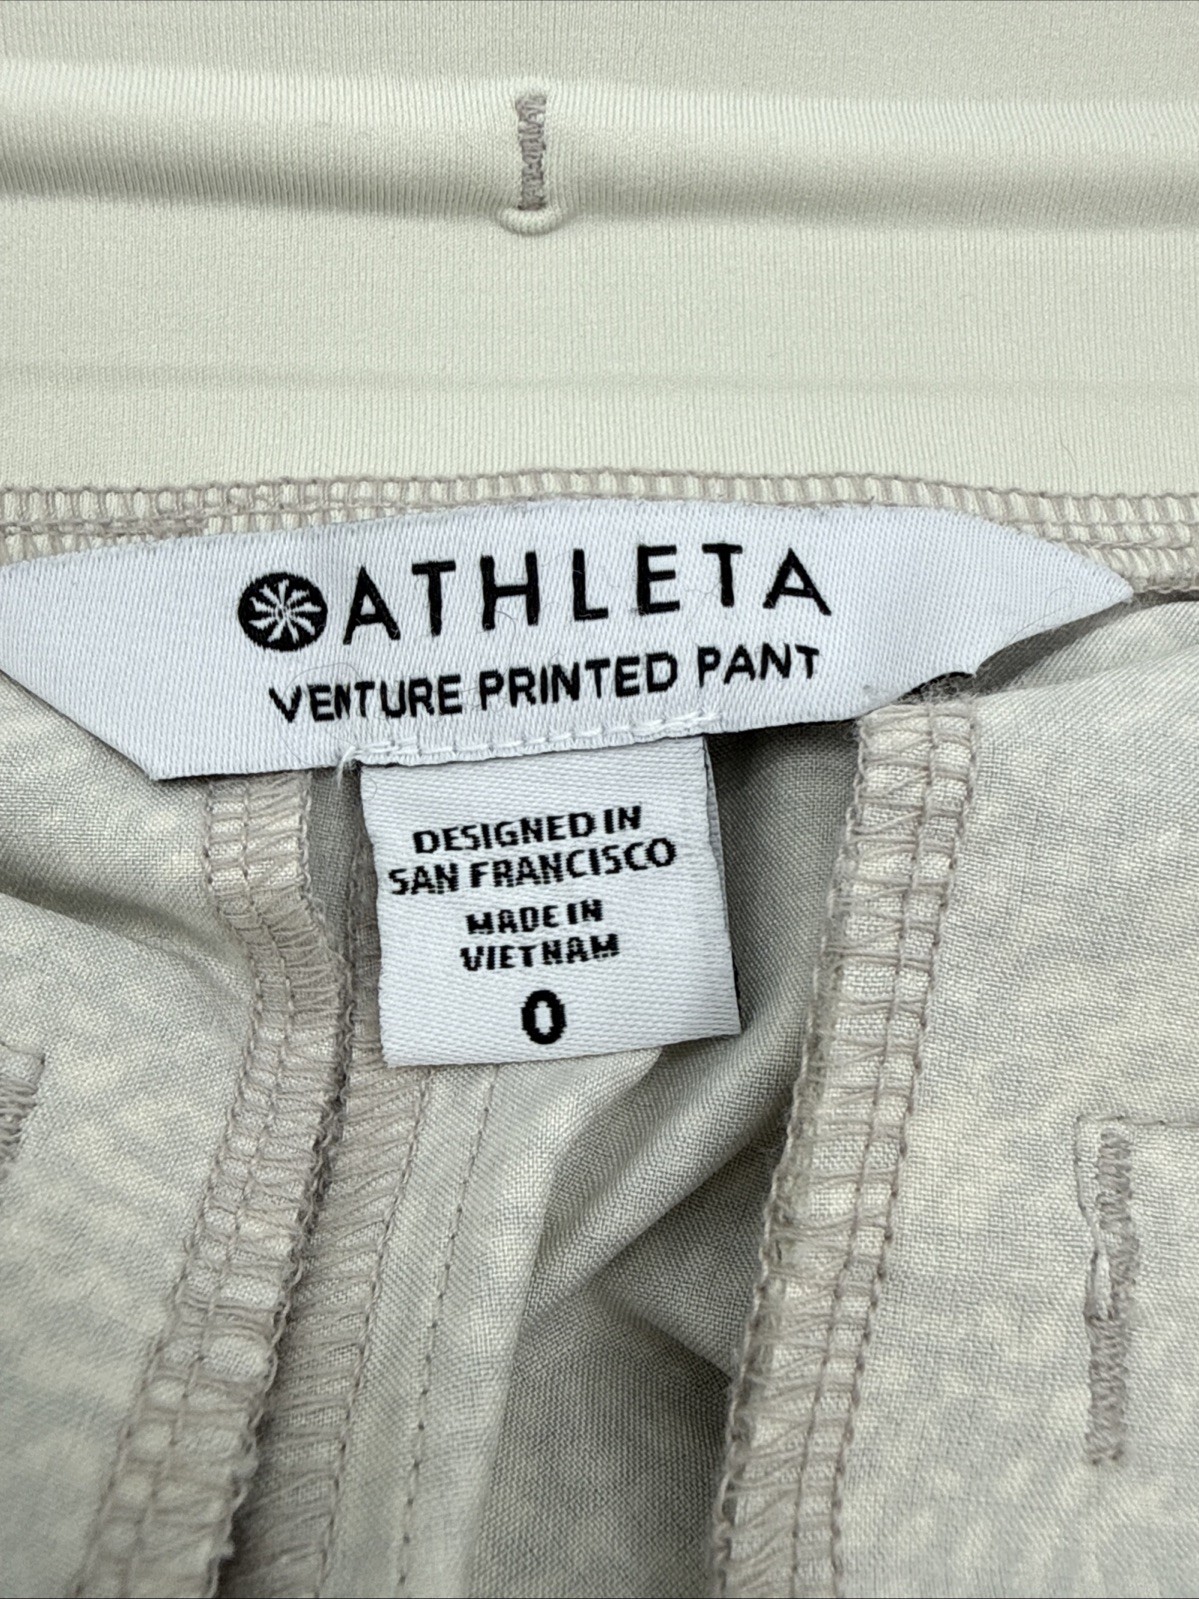 ATHLETA
VENTURE PRINTED PANT
DESIGNED IN
SAN FRANCISCO
MADE IN
VIETNAM
0